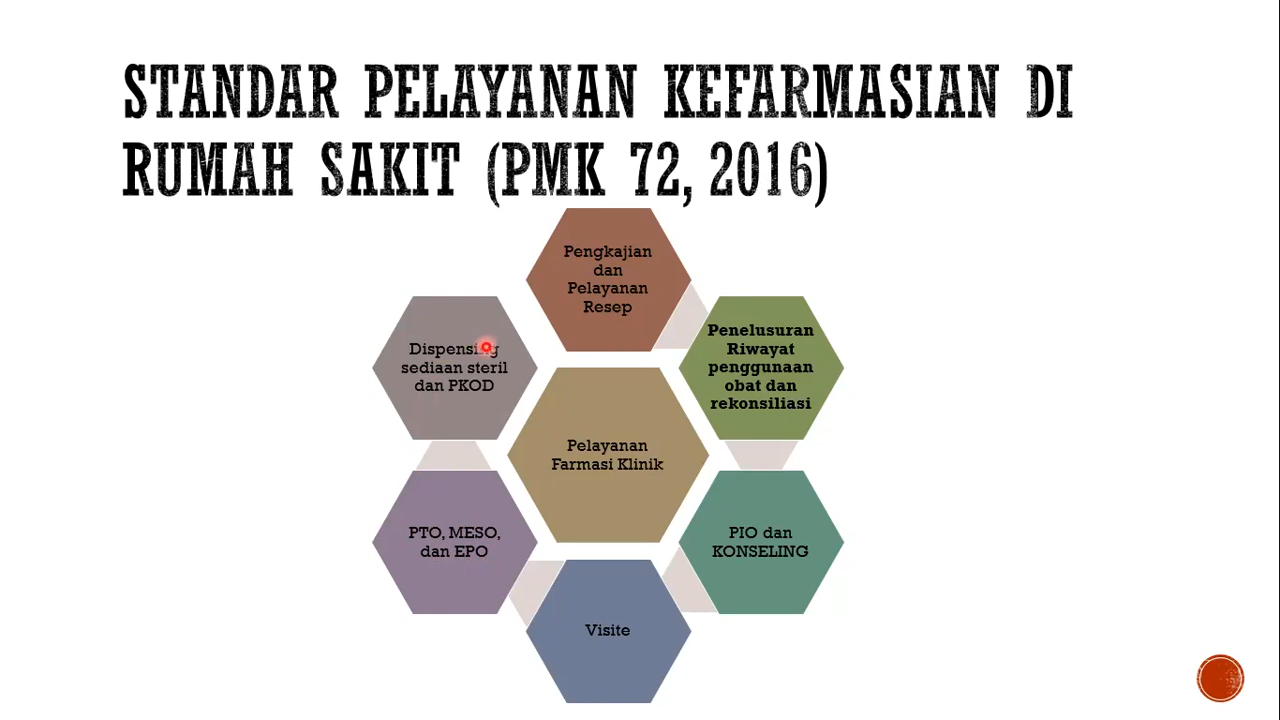 STANDAR PELAYANAN KEFARMASIAN DI
RUMAH SAKIT (PMK 72, 2016)
Pengkajian
dan
Pelayanan
Resep
Penelusuran
Riwayat
penggunaan
obat dan
rekonsiliasi
PIO dan
KONSELING
Visite
PTO, MESO,
dan EPO
Dispensing
sediaan steril
dan PKOD
Pelayanan
Farmasi Klinik